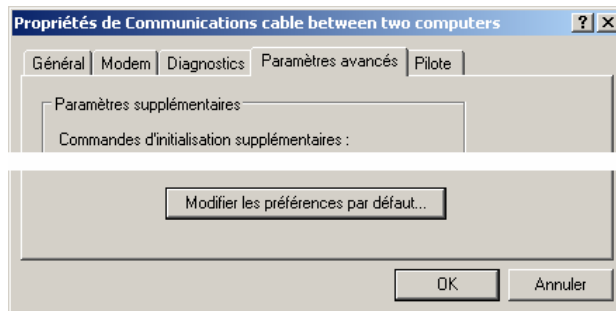 Propriétés de Communications cable between two computers
Général Modem Diagnostics Paramètres avancés Pilote
Paramètres supplémentaires
Commandes d'initialisation supplémentaires :
Modifier les préférences par défaut...
OK Annuler